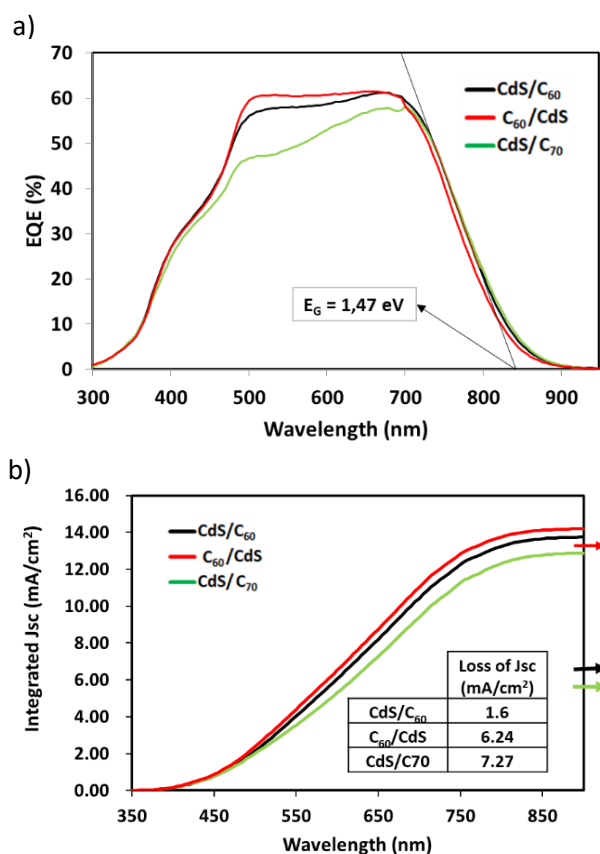 a)
70
60
50
40
30
20
10
0
EQE (%)
CdS/C₆₀
C₆₀/CdS
CdS/C₇₀
E_G = 1,47 eV
300 400 500 600 700 800 900
Wavelength (nm)
b)
16.00
14.00
12.00
10.00
8.00
6.00
4.00
2.00
0.00
Integrated Jsc (mA/cm²)
CdS/C₆₀
C₆₀/CdS
CdS/C₇₀
Loss of Jsc
(mA/cm²)
CdS/C₆₀ 1.6
C₆₀/CdS 6.24
CdS/C70 7.27
350 450 550 650 750 850
Wavelength (nm)